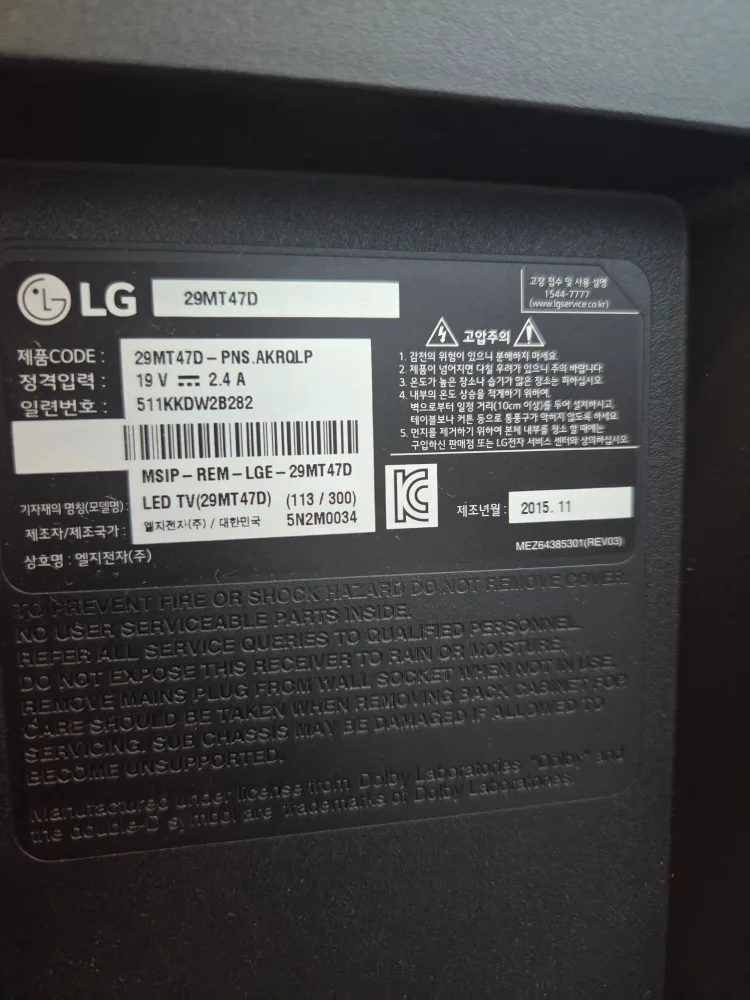 LG 29MT47D
고장 접수 및 사용 설명
1544-7777
(www.lgservice.co.kr)
고압주의
제품CODE : 29MT47D-PNS.AKRQLP
정격입력 : 19 V 2.4 A
일련번호 : 511KKDW2B282
MSIP-REM-LGE-29MT47D
기자재의 명칭(모델명): LED TV(29MT47D) (113 / 300)
제조자/제조국가 : 엘지전자(주) / 대한민국 5N2M0034
상호명 : 엘지전자(주)
1. 감전의 위험이 있으니 분해하지 마세요.
2. 제품이 넘어지면 다칠 우려가 있으니 주의 바랍니다.
3. 온도가 높은 장소나 습기가 많은 장소는 피하십시오.
4. 내부의 온도 상승을 적게하기 위하여,
벽으로부터 일정 거리(10cm 이상)를 두어 설치하시고,
테이블보나 커튼 등으로 통풍구가 막히지 않도록 하세요.
5. 먼지를 제거하기 위하여 본체 내부를 청소 할 때에는
구입하신 판매점 또는 LG전자 서비스 센터와 상의하십시오.
제조년월 : 2015. 11
MEZ64385301(REV03)
TO PREVENT FIRE OR SHOCK HAZARD DO NOT REMOVE COVER.
NO USER SERVICEABLE PARTS INSIDE.
REFER ALL SERVICE QUERIES TO QUALIFIED PERSONNEL.
DO NOT EXPOSE THIS RECEIVER TO RAIN OR MOISTURE.
REMOVE MAINS PLUG FROM WALL SOCKET WHEN NOT IN USE.
CARE SHOULD BE TAKEN WHEN REMOVING BACK CABINET FOR
SERVICING. SUB CHASSIS MAY BE DAMAGED IF ALLOWED TO
BECOME UNSUPPORTED.
Manufactured under license from Dolby Laboratories. "Dolby" and
the double-D symbol are trademarks of Dolby Laboratories.